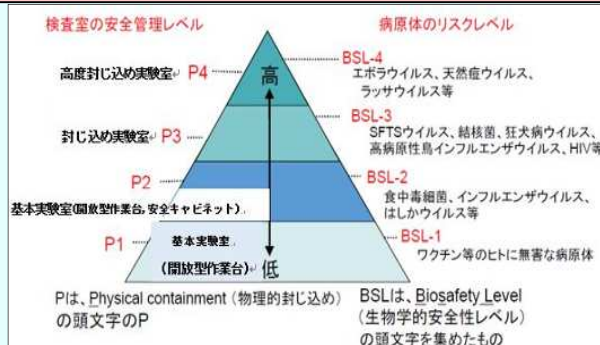 検査室の安全管理レベル
病原体のリスクレベル
高度封じ込め実験室 P4
高
BSL-4
エボラウイルス、天然痘ウイルス、
ラッサウイルス等
封じ込め実験室 P3
BSL-3
SFTSウイルス、結核菌、狂犬病ウイルス、
高病原性鳥インフルエンザウイルス、HIV等
P2
基本実験室(開放型作業台,安全キャビネット)
BSL-2
食中毒細菌、インフルエンザウイルス、
はしかウイルス等
P1
基本実験室
(開放型作業台)
低
BSL-1
ワクチン等のヒトに無害な病原体
Pは、Physical containment (物理的封じ込め)
の頭文字のP
BSLは、Biosafety Level
(生物学的安全性レベル)
の頭文字を集めたもの